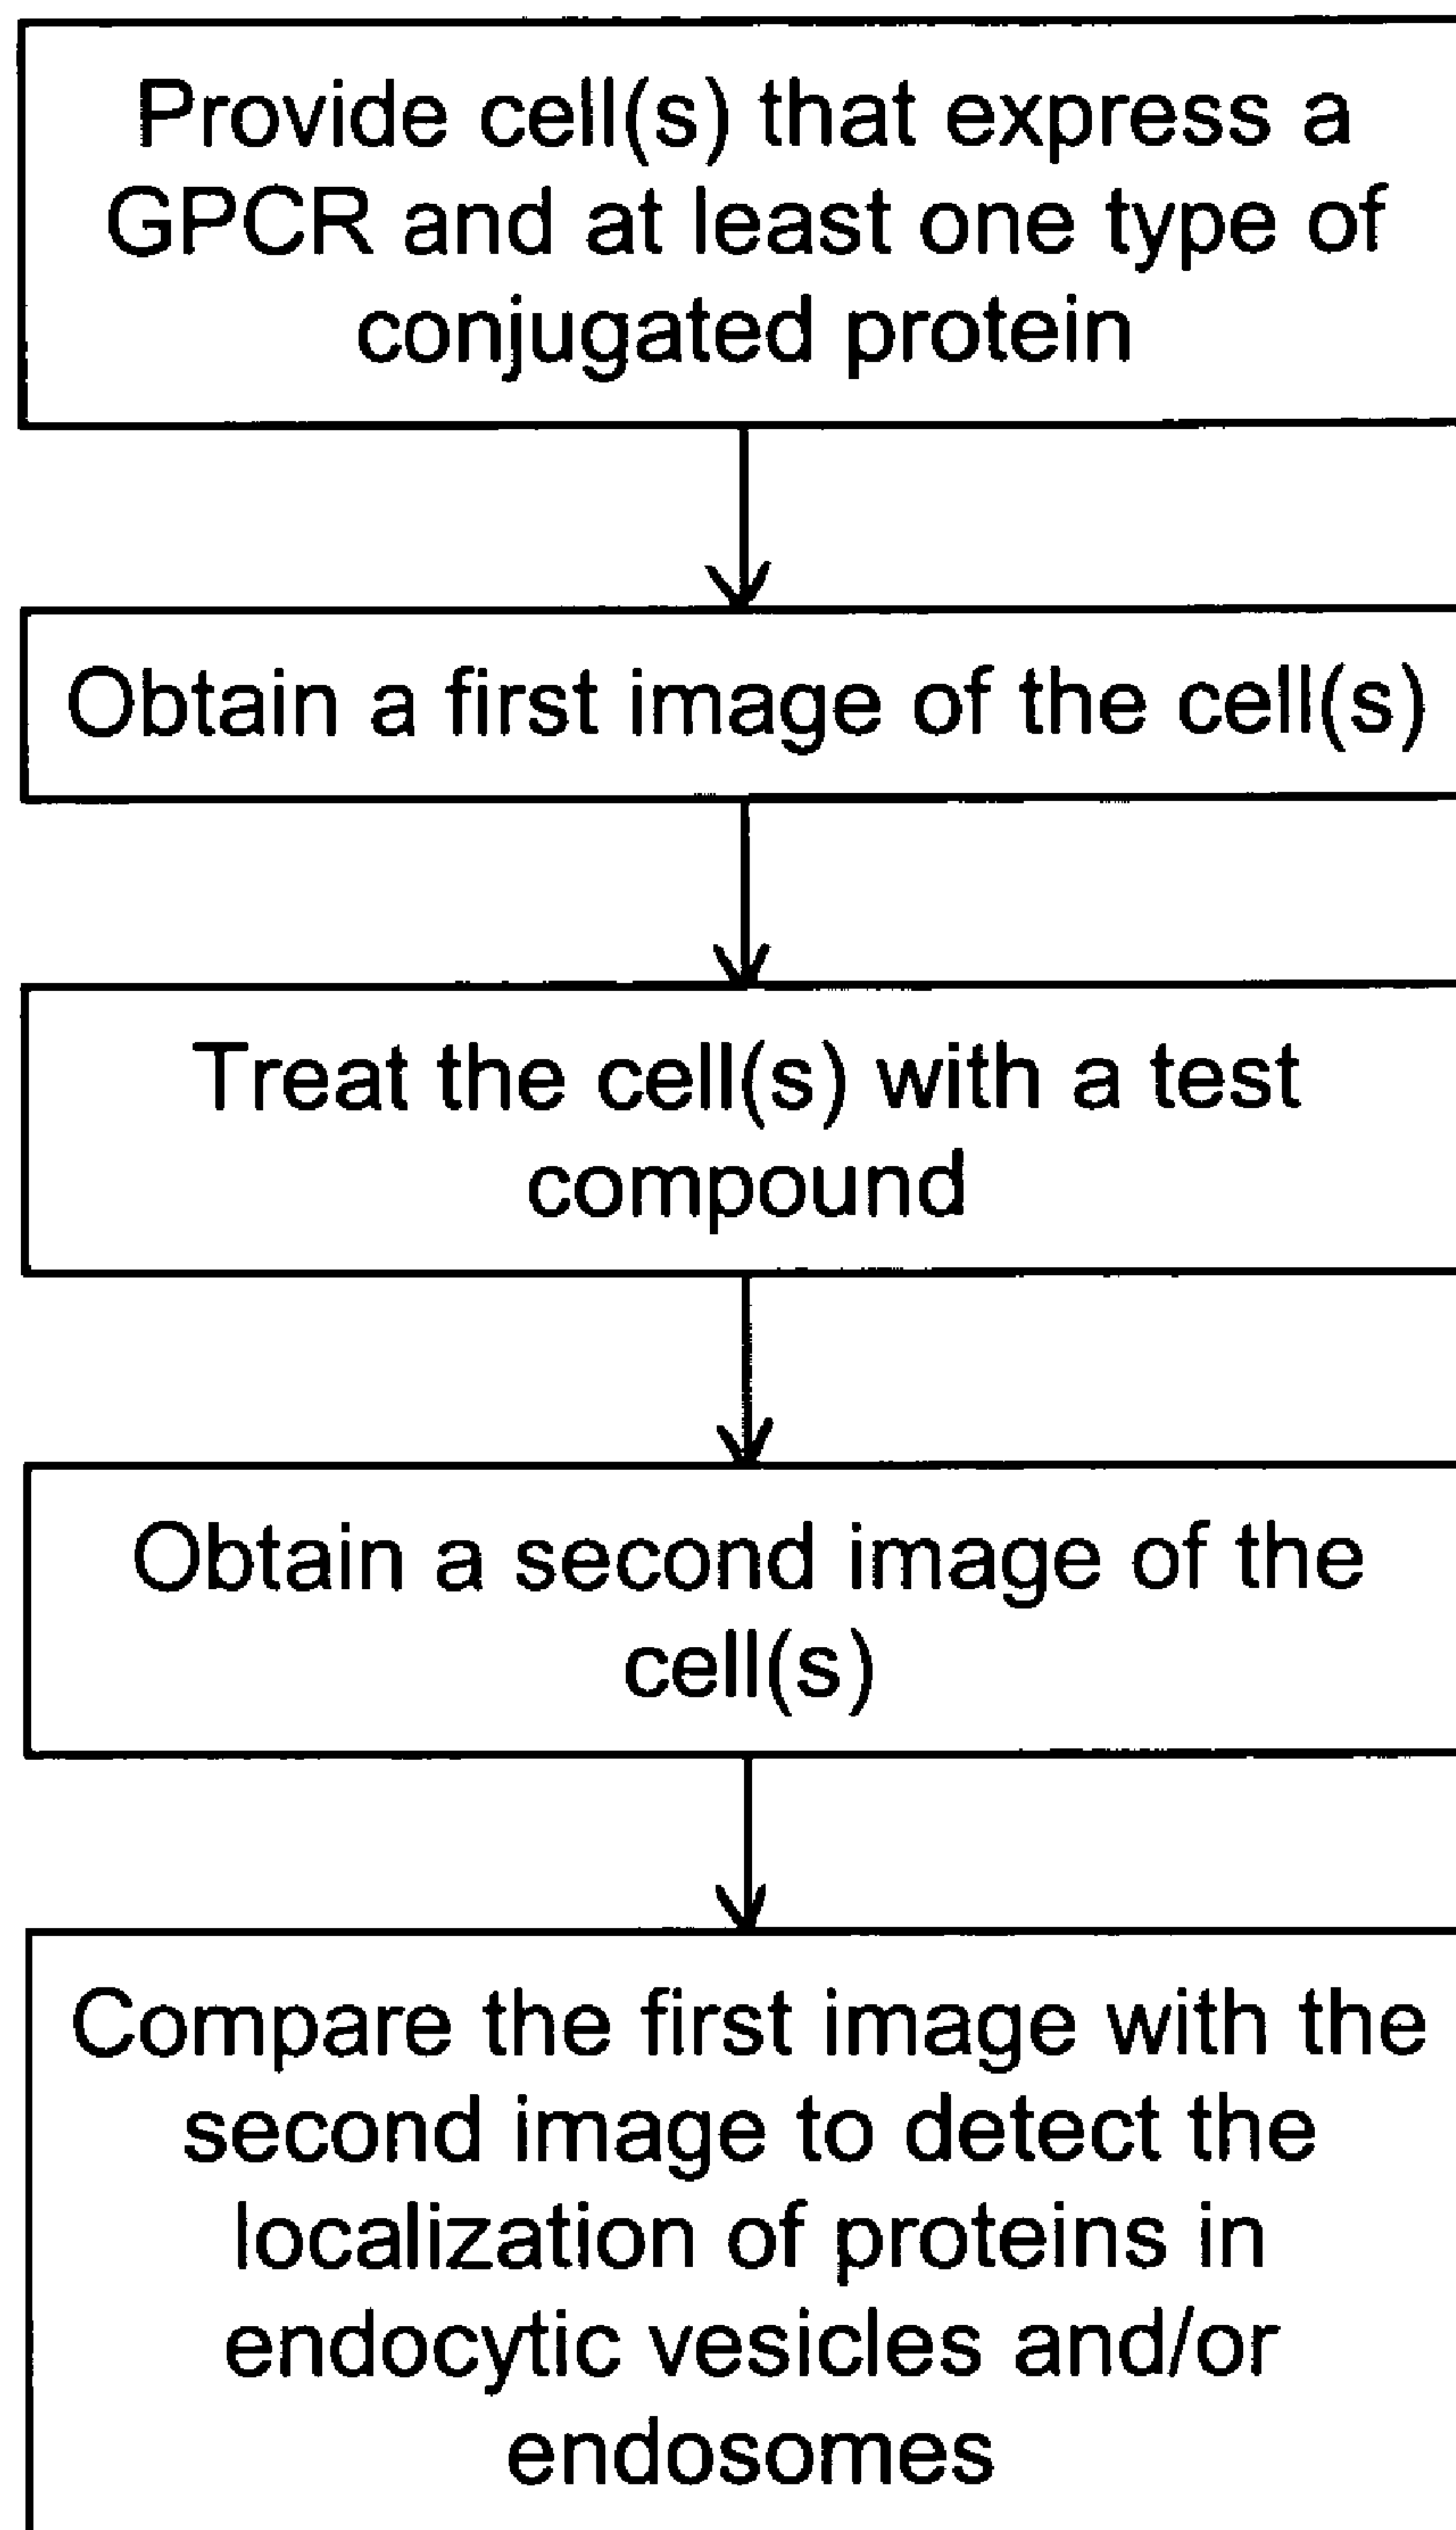 Provide cell(s) that express a
GPCR and at least one type of
conjugated protein
Obtain a first image of the cell(s)
Treat the cell(s) with a test
compound
Obtain a second image of the
cell(s)
Compare the first image with the
second image to detect the
localization of proteins in
endocytic vesicles and/or
endosomes